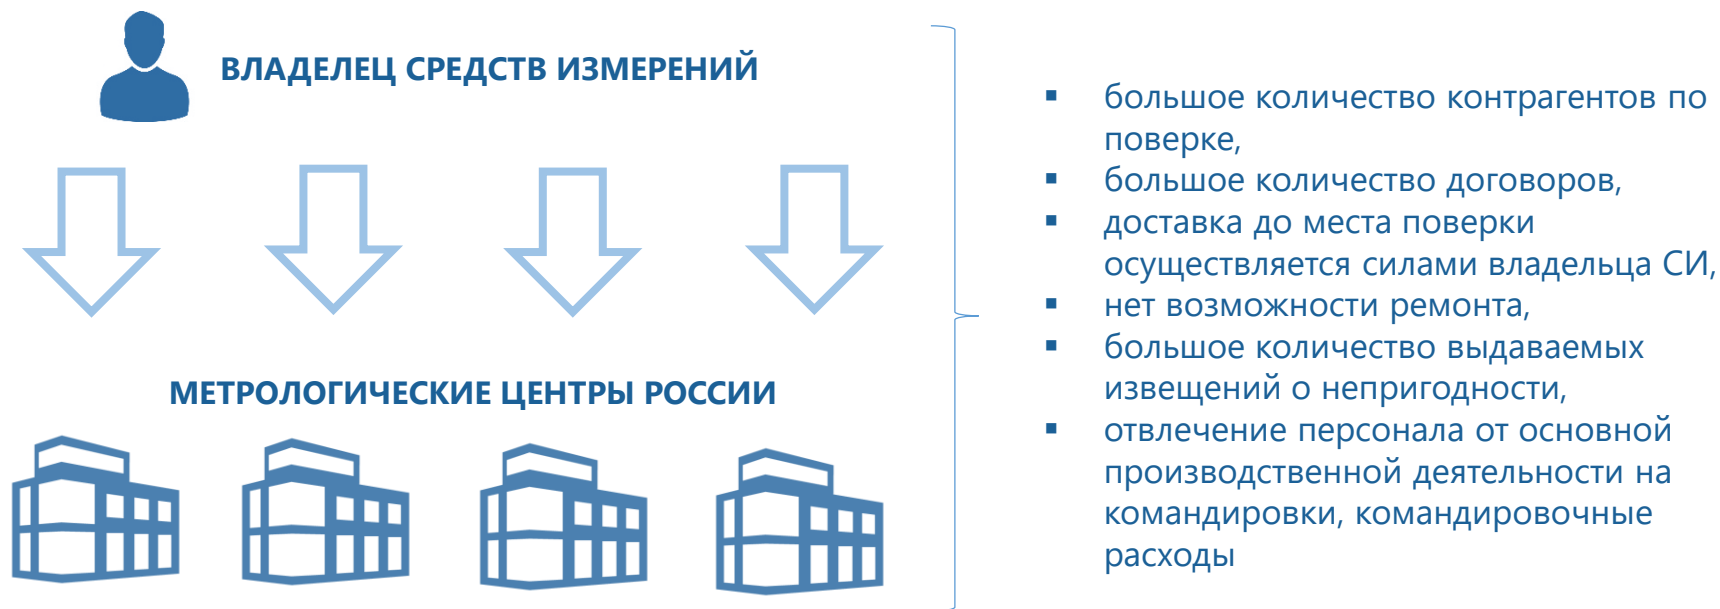 ВЛАДЕЛЕЦ СРЕДСТВ ИЗМЕРЕНИЙ
МЕТРОЛОГИЧЕСКИЕ ЦЕНТРЫ РОССИИ
▪ большое количество контрагентов по
поверке,
▪ большое количество договоров,
▪ доставка до места поверки
осуществляется силами владельца СИ,
▪ нет возможности ремонта,
▪ большое количество выдаваемых
извещений о непригодности,
▪ отвлечение персонала от основной
производственной деятельности на
командировки, командировочные
расходы